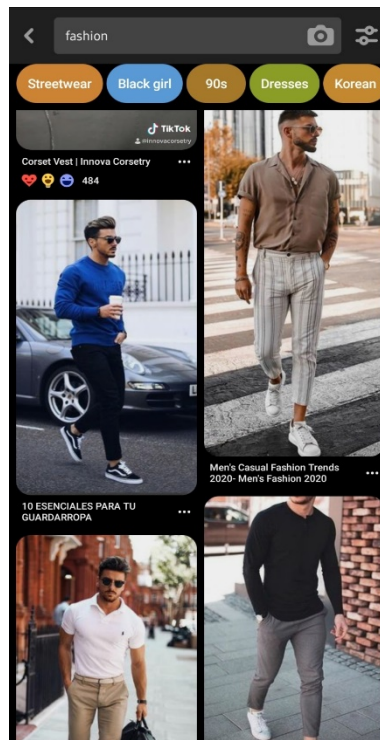 fashion
Streetwear
Black girl
90s
Dresses
Korean
TikTok
innovacorsetry
Corset Vest | Innova Corsetry
484
10 ESENCIALES PARA TU
GUARDARROPA
Men's Casual Fashion Trends
2020- Men's Fashion 2020